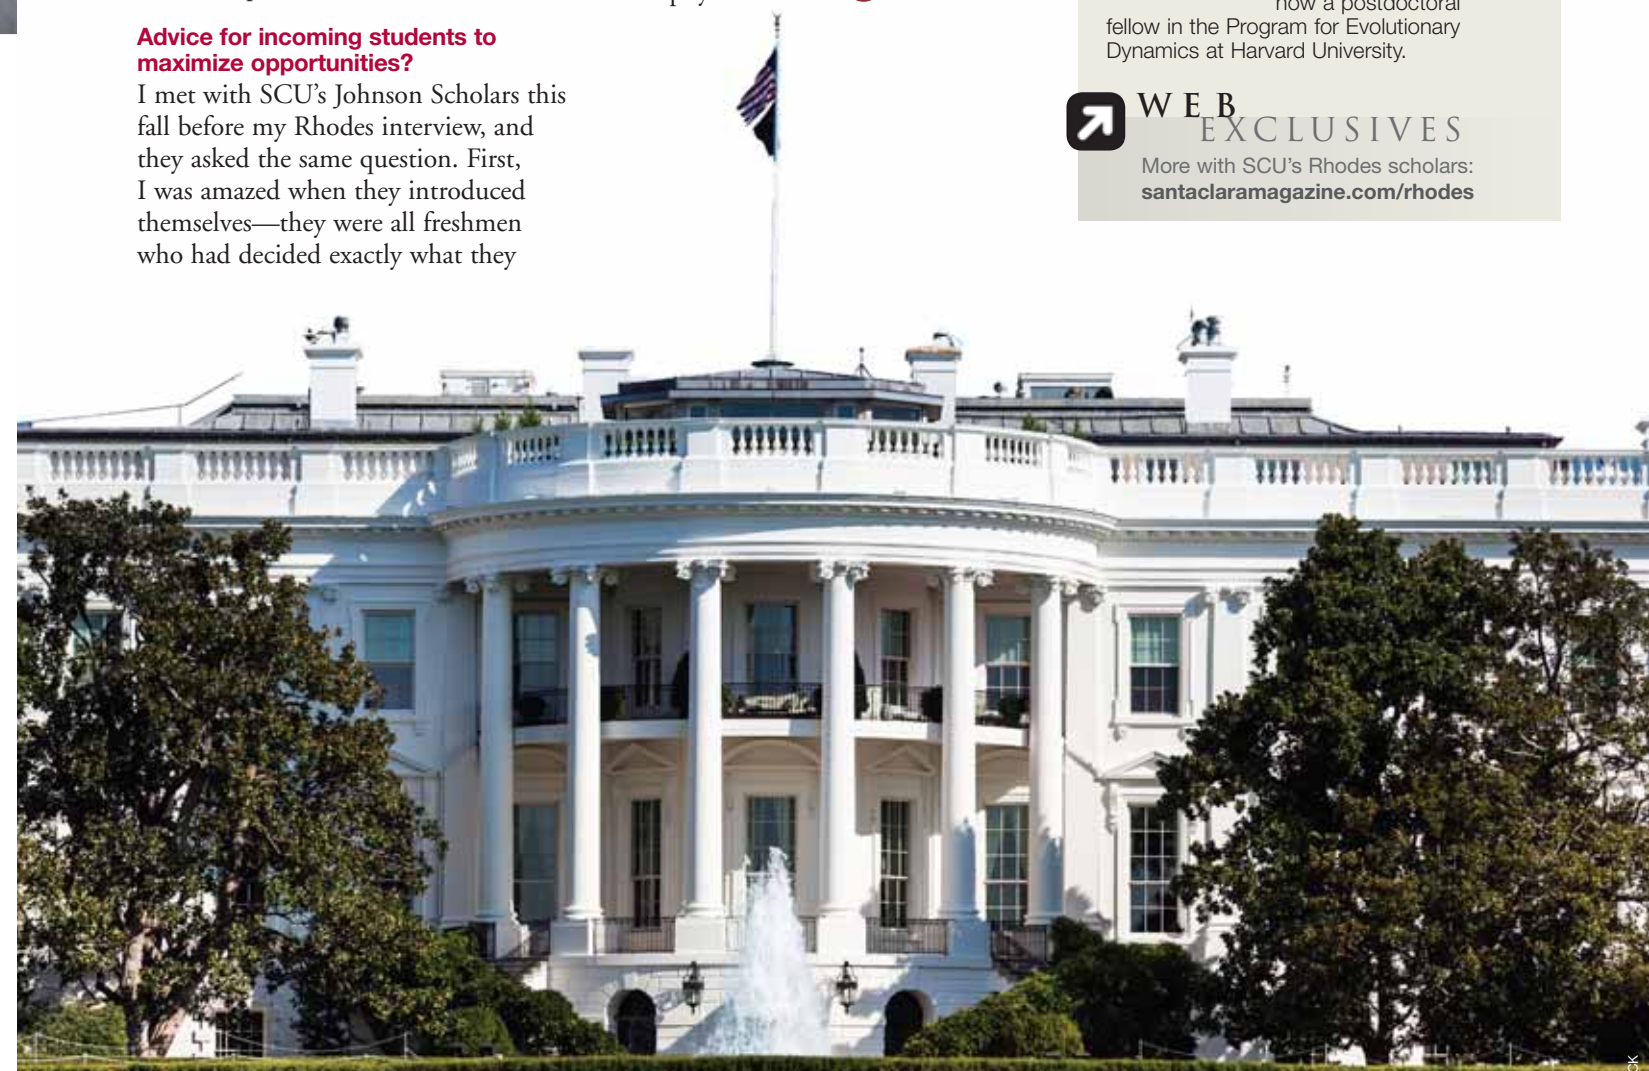 Advice for incoming students to
maximize opportunities?
I met with SCU’s Johnson Scholars this
fall before my Rhodes interview, and
they asked the same question. First,
I was amazed when they introduced
themselves—they were all freshmen
who had decided exactly what they
now a postdoctoral
fellow in the Program for Evolutionary
Dynamics at Harvard University.
WEB
EXCLUSIVES
More with SCU’s Rhodes scholars:
santaclaramagazine.com/rhodes